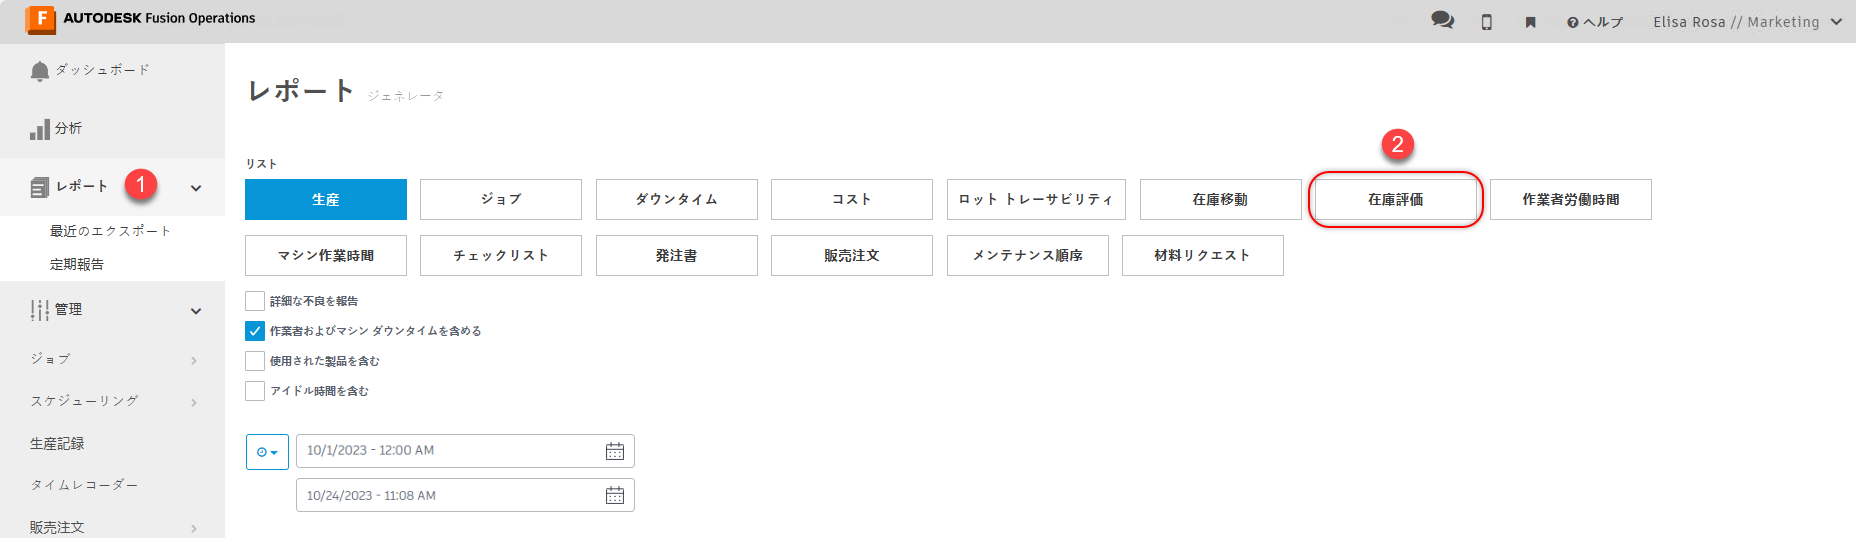 AUTODESK Fusion Operations
ヘルプ
Elisa Rosa // Marketing
ダッシュボード
分析
レポート
1
最近のエクスポート
定期報告
管理
ジョブ
スケジューリング
生産記録
タイムレコーダー
販売注文
レポート ジェネレータ
リスト
2
生産 ジョブ ダウンタイム コスト ロット トレーサビリティ 在庫移動 在庫評価 作業者労働時間
マシン作業時間 チェックリスト 発注書 販売注文 メンテナンス順序 材料リクエスト
詳細な不良を報告
作業者およびマシン ダウンタイムを含める
使用された製品を含む
アイドル時間を含む
10/1/2023 - 12:00 AM
10/24/2023 - 11:08 AM